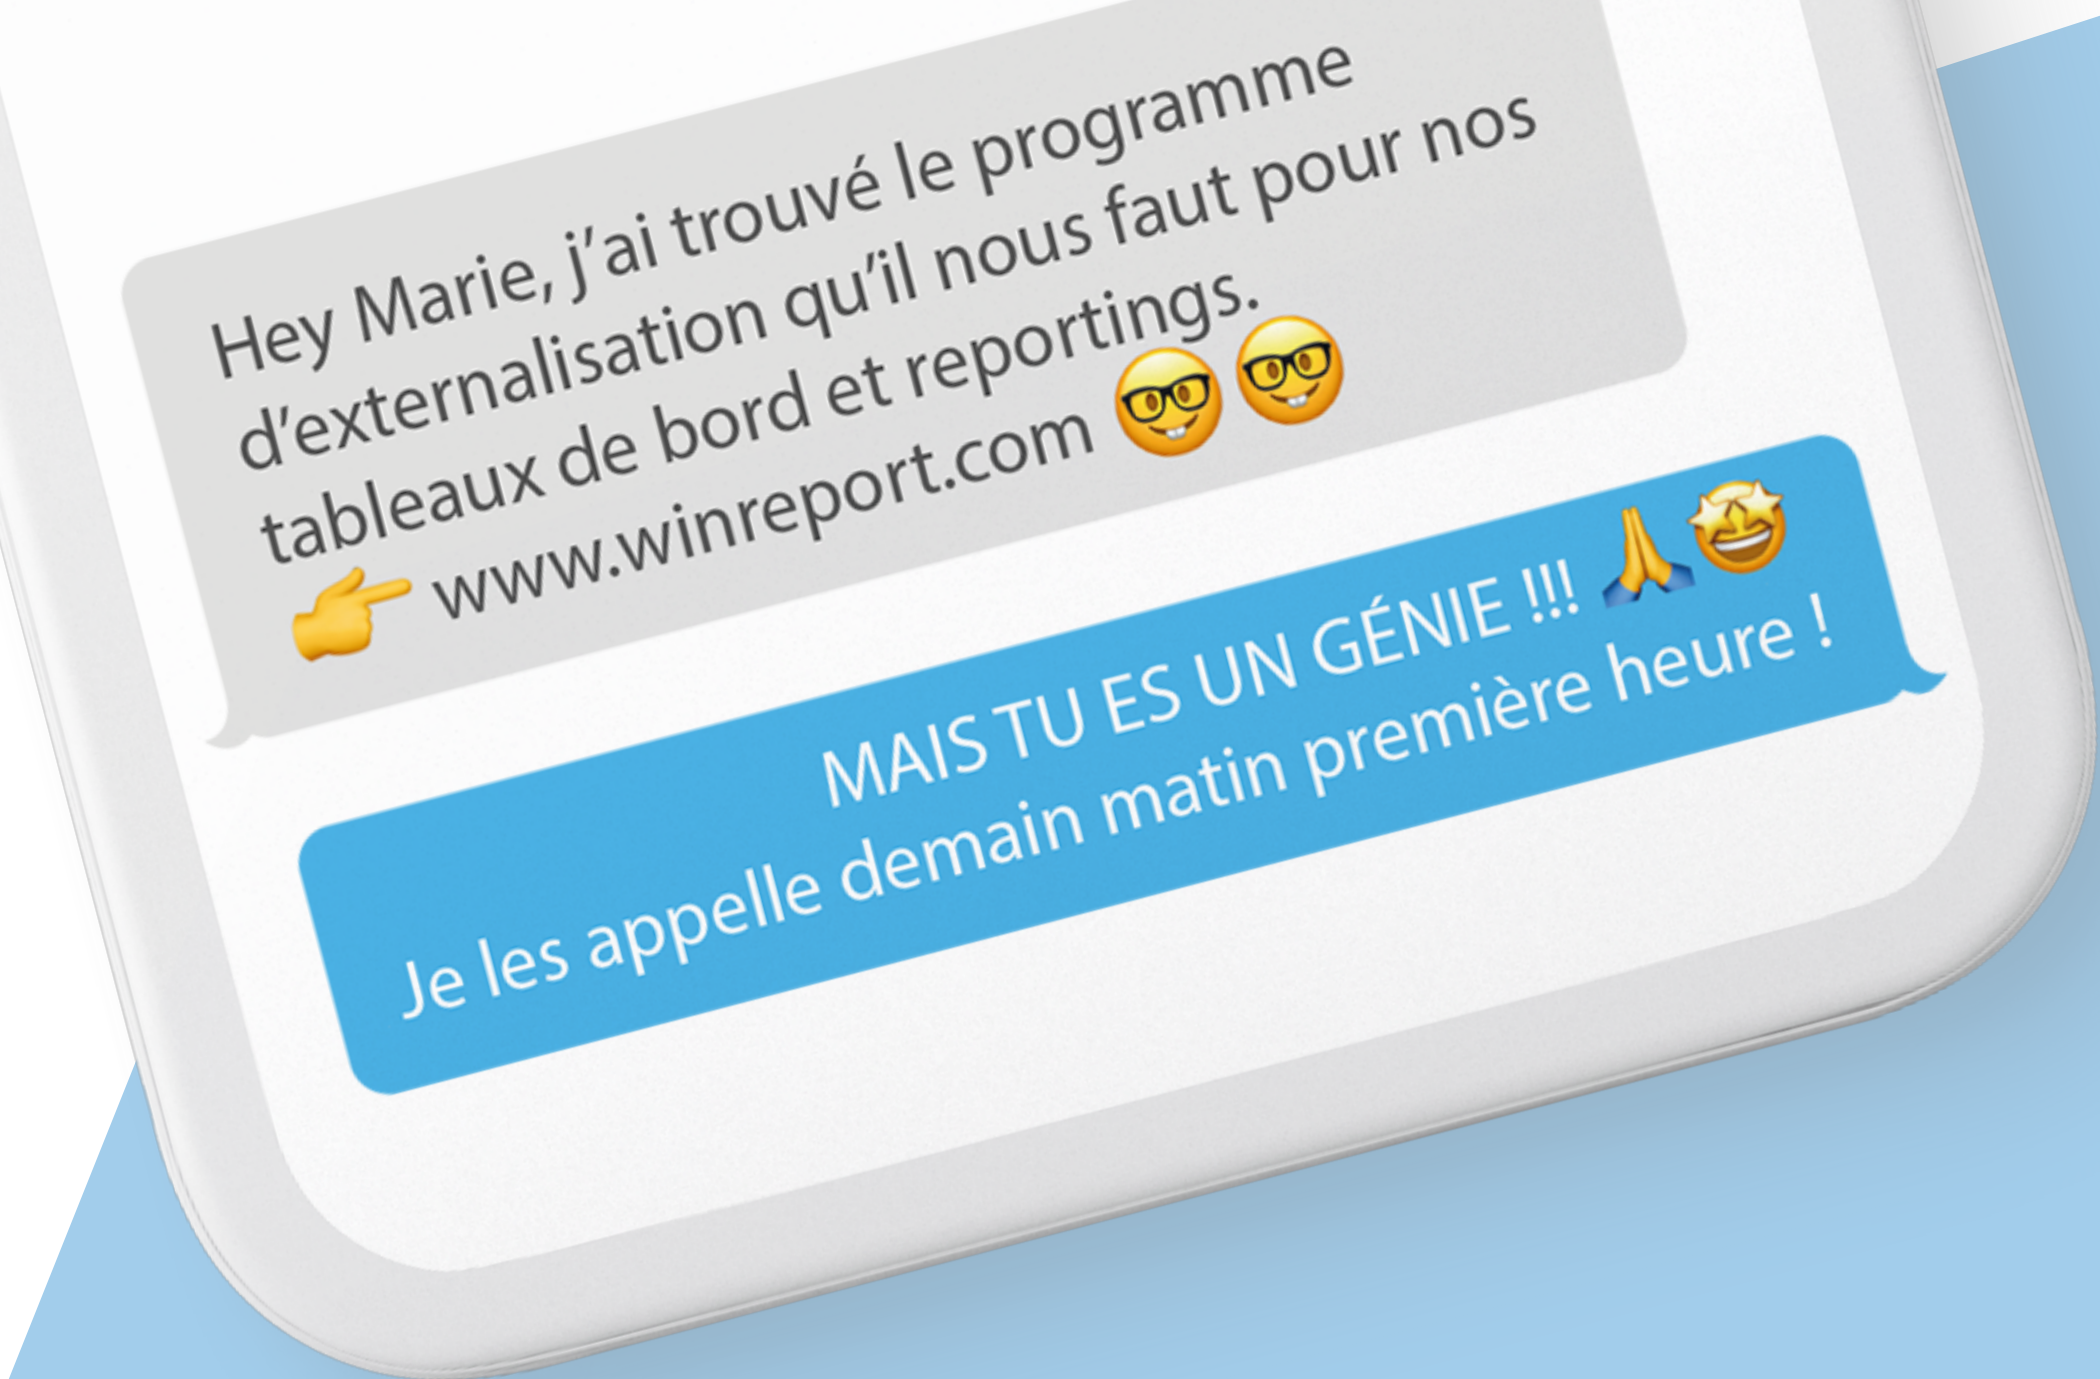 Hey Marie, j’ai trouvé le programme
d’externalisation qu’il nous faut pour nos
tableaux de bord et reportings.
👉 www.winreport.com 🤓 🤓
MAIS TU ES UN GÉNIE !!! 🙏🤩
Je les appelle demain matin première heure !